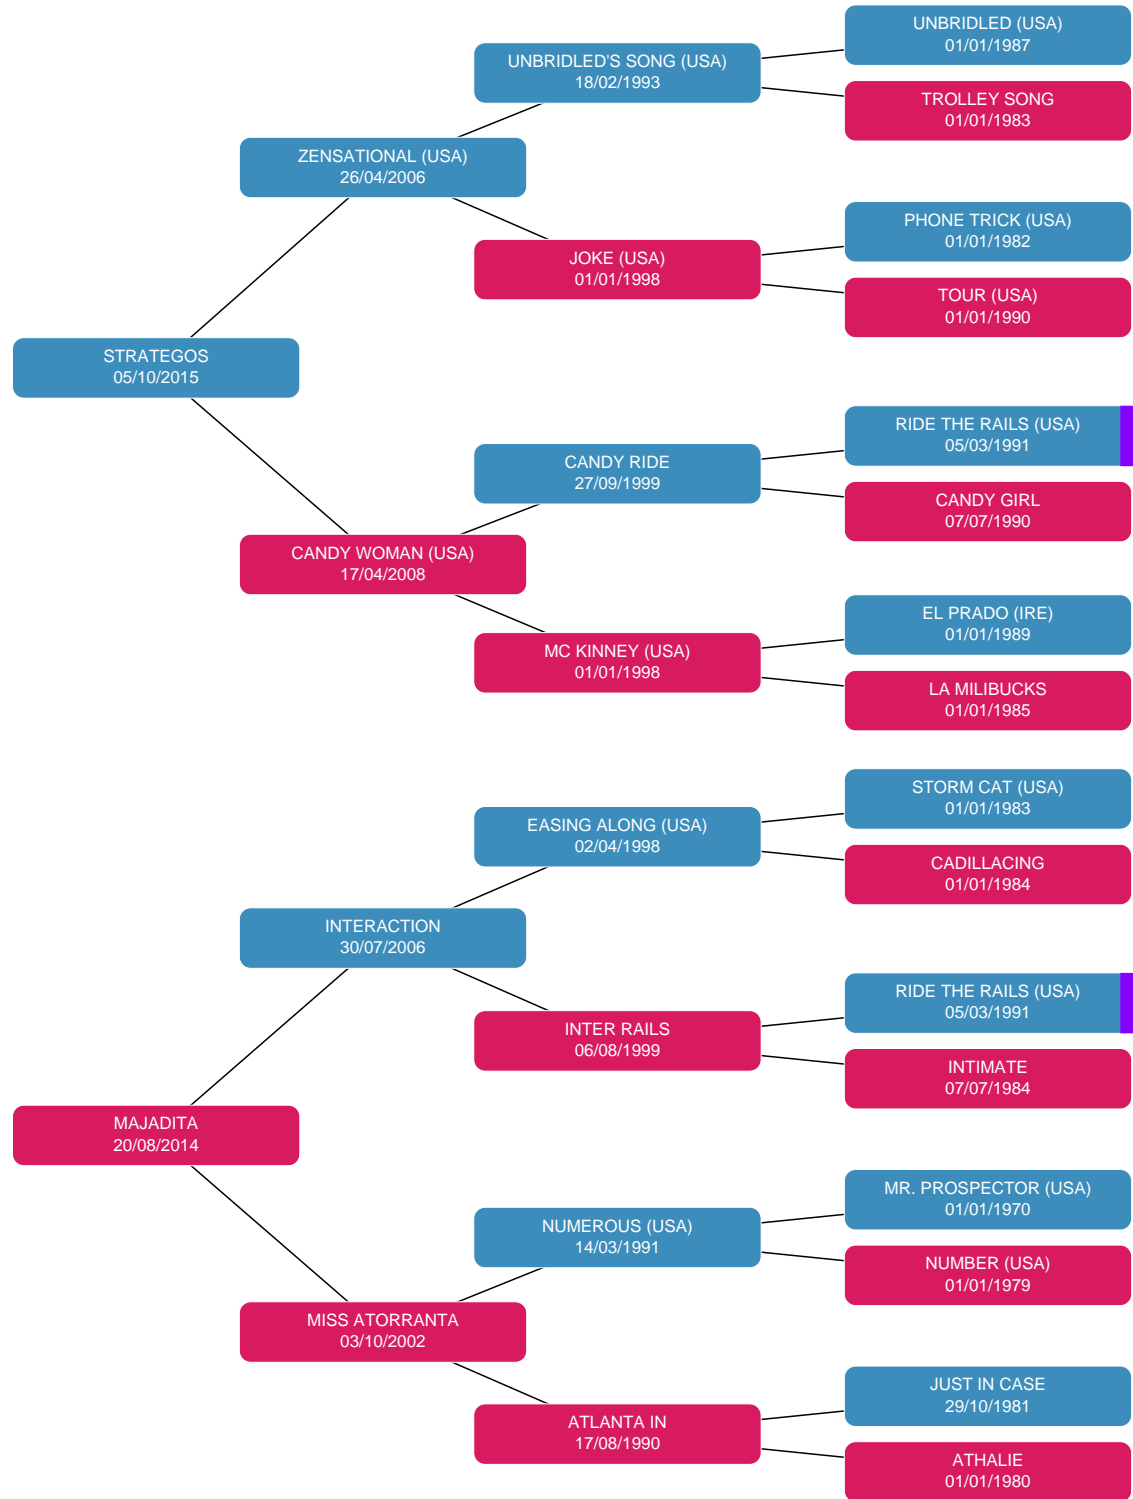 UNBRIDLED (USA)
01/01/1987
UNBRIDLED'S SONG (USA)
18/02/1993
TROLLEY SONG
01/01/1983
ZENSATIONAL (USA)
26/04/2006
PHONE TRICK (USA)
01/01/1982
JOKE (USA)
01/01/1998
TOUR (USA)
01/01/1990
STRATEGOS
05/10/2015
RIDE THE RAILS (USA)
05/03/1991
CANDY RIDE
27/09/1999
CANDY GIRL
07/07/1990
CANDY WOMAN (USA)
17/04/2008
EL PRADO (IRE)
01/01/1989
MC KINNEY (USA)
01/01/1998
LA MILIBUCKS
01/01/1985
STORM CAT (USA)
01/01/1983
EASING ALONG (USA)
02/04/1998
CADILLACING
01/01/1984
INTERACTION
30/07/2006
RIDE THE RAILS (USA)
05/03/1991
INTER RAILS
06/08/1999
INTIMATE
07/07/1984
MAJADITA
20/08/2014
MR. PROSPECTOR (USA)
01/01/1970
NUMEROUS (USA)
14/03/1991
NUMBER (USA)
01/01/1979
MISS ATORRANTA
03/10/2002
JUST IN CASE
29/10/1981
ATLANTA IN
17/08/1990
ATHALIE
01/01/1980